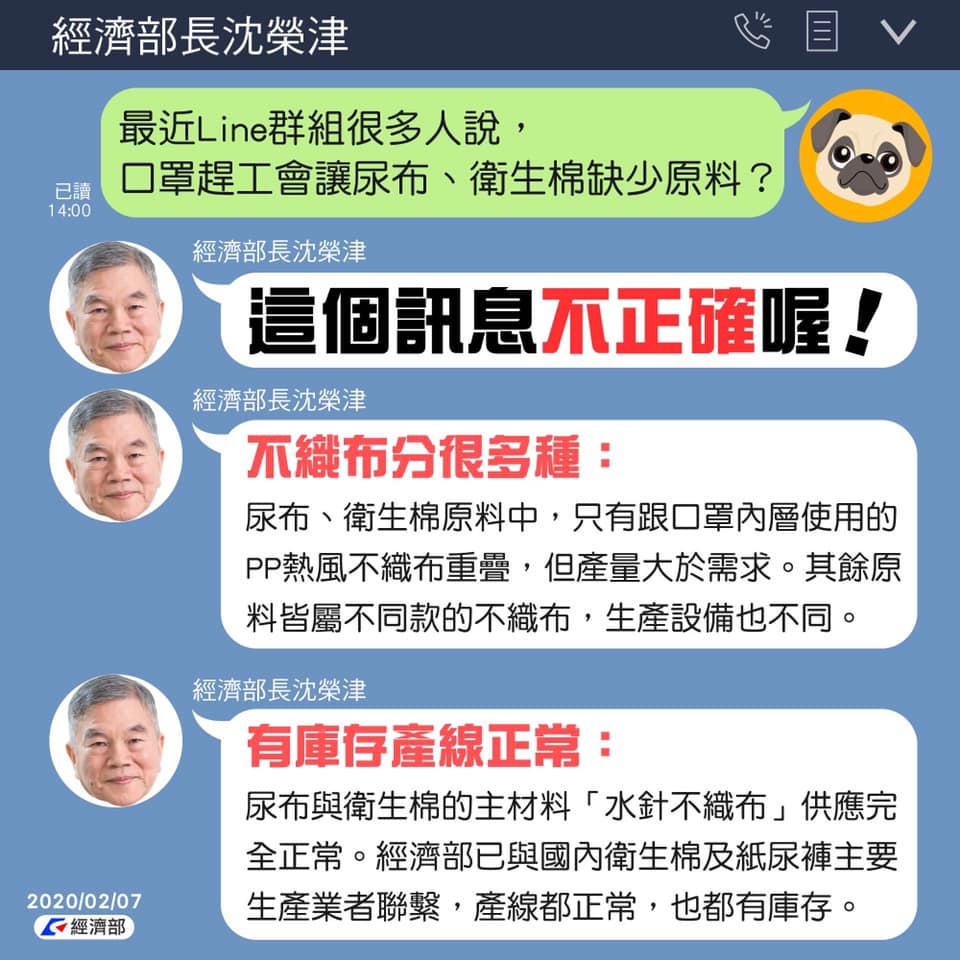 經濟部長沈榮津
最近Line群組很多人說，
口罩趕工會讓尿布、衛生棉缺少原料？
已讀
14:00
經濟部長沈榮津
這個訊息不正確喔！
經濟部長沈榮津
不織布分很多種：
尿布、衛生棉原料中，只有跟口罩內層使用的
PP熱風不織布重疊，但產量大於需求。其餘原
料皆屬不同款的不織布，生產設備也不同。
經濟部長沈榮津
有庫存產線正常：
尿布與衛生棉的主材料「水針不織布」供應完
全正常。經濟部已與國內衛生棉及紙尿褲主要
生產業者聯繫，產線都正常，也都有庫存。
2020/02/07
經濟部